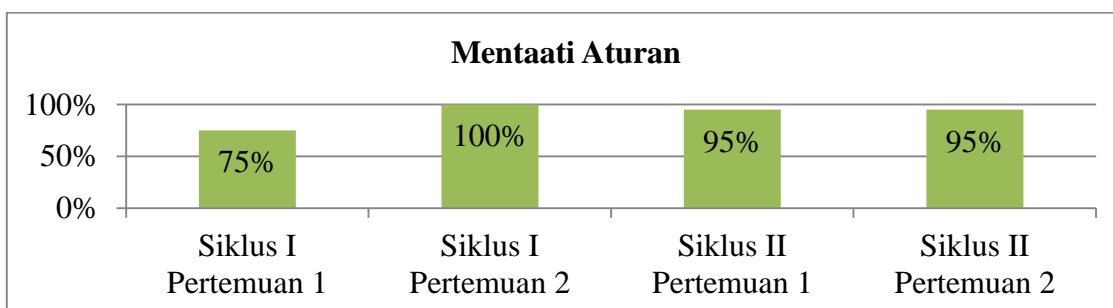 Mentaati Aturan
100%
50%
0%
75%
100%
95%
95%
Siklus I
Pertemuan 1
Siklus I
Pertemuan 2
Siklus II
Pertemuan 1
Siklus II
Pertemuan 2